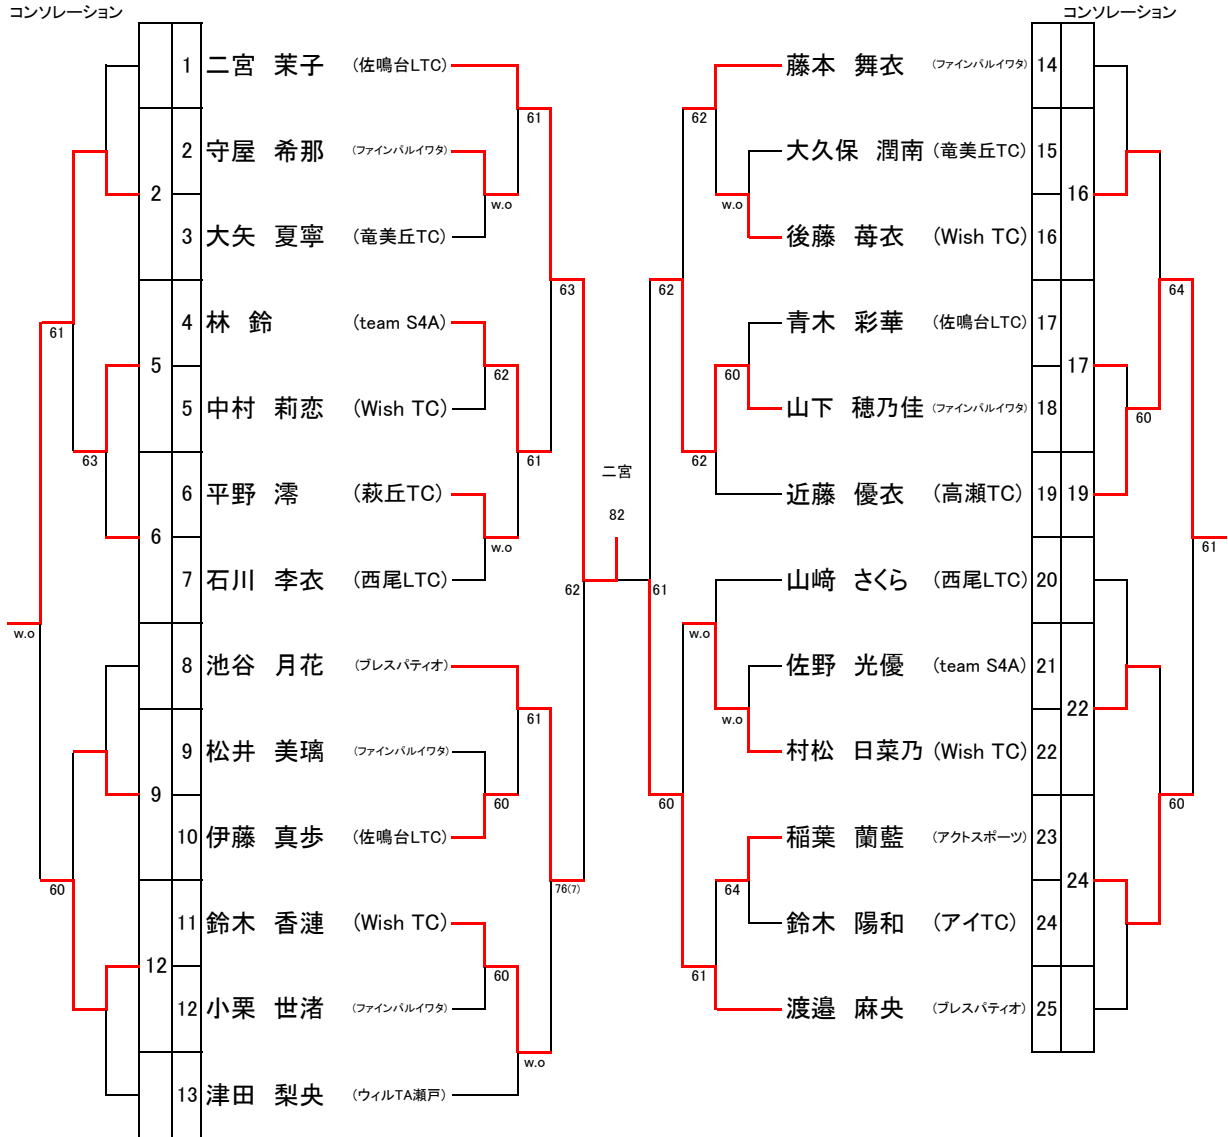 コンソレーション
コンソレーション
1 二宮 茉子 (佐鳴台LTC)
61
2 守屋 希那 (ファインバルイワタ)
2
w.o
3 大矢 夏寧 (竜美丘TC)
63
4 林 鈴 (team S4A)
61
5
62
5 中村 莉恋 (Wish TC)
63
61
6 平野 澪 (萩丘TC)
6
w.o
7 石川 李衣 (西尾LTC)
62
w.o
8 池谷 月花 (ブレスパティオ)
61
9 松井 美璃 (ファインバルイワタ)
9
60
10 伊藤 真歩 (佐鳴台LTC)
60
76(7)
11 鈴木 香漣 (Wish TC)
12
60
12 小栗 世渚 (ファインバルイワタ)
w.o
13 津田 梨央 (ウィルTA瀬戸)
二宮
82
藤本 舞衣 (ファインバルイワタ) 14
62
大久保 潤南 (竜美丘TC) 15
w.o
16
後藤 苺衣 (Wish TC) 16
62
64
青木 彩華 (佐鳴台LTC) 17
60
17
山下 穂乃佳 (ファインバルイワタ) 18
60
62
近藤 優衣 (高瀬TC) 19 19
61
山﨑 さくら (西尾LTC) 20
61
w.o
佐野 光優 (team S4A) 21
w.o
22
村松 日菜乃 (Wish TC) 22
60
60
稲葉 蘭藍 (アクトスポーツ) 23
64
24
鈴木 陽和 (アイTC) 24
61
渡邉 麻央 (ブレスパティオ) 25